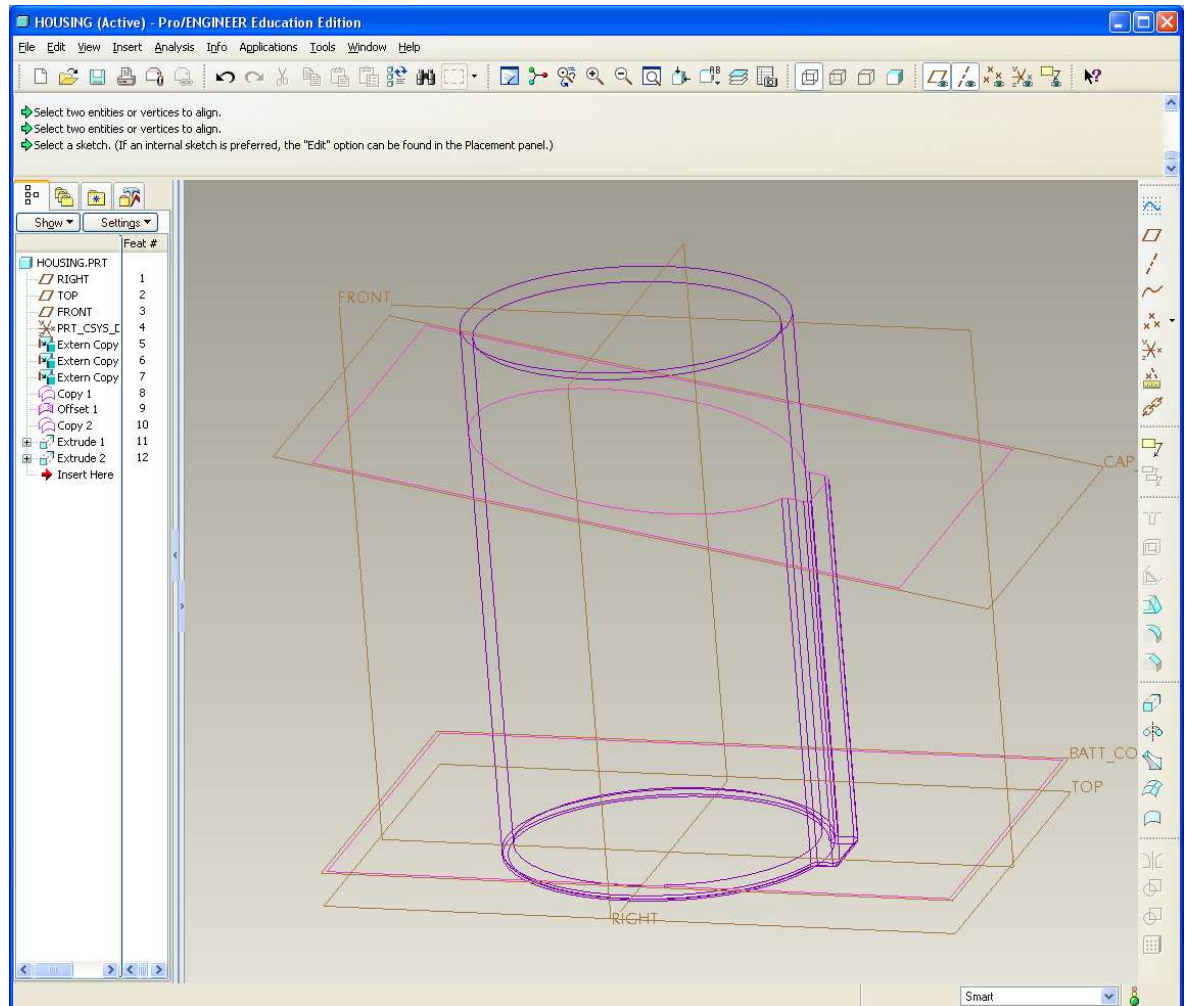 HOUSING (Active) - Pro/ENGINEER Education Edition
File Edit View Insert Analysis Info Applications Tools Window Help
Select two entities or vertices to align.
Select two entities or vertices to align.
Select a sketch. (If an internal sketch is preferred, the "Edit" option can be found in the Placement panel.)
Show Settings
Feat #
HOUSING.PRT
RIGHT 1
TOP 2
FRONT 3
PRT_CSYS_D 4
Extern Copy 5
Extern Copy 6
Extern Copy 7
Copy 1 8
Offset 1 9
Copy 2 10
Extrude 1 11
Extrude 2 12
Insert Here
FRONT
CAP_
BATT_CO
TOP
RIGHT
Smart